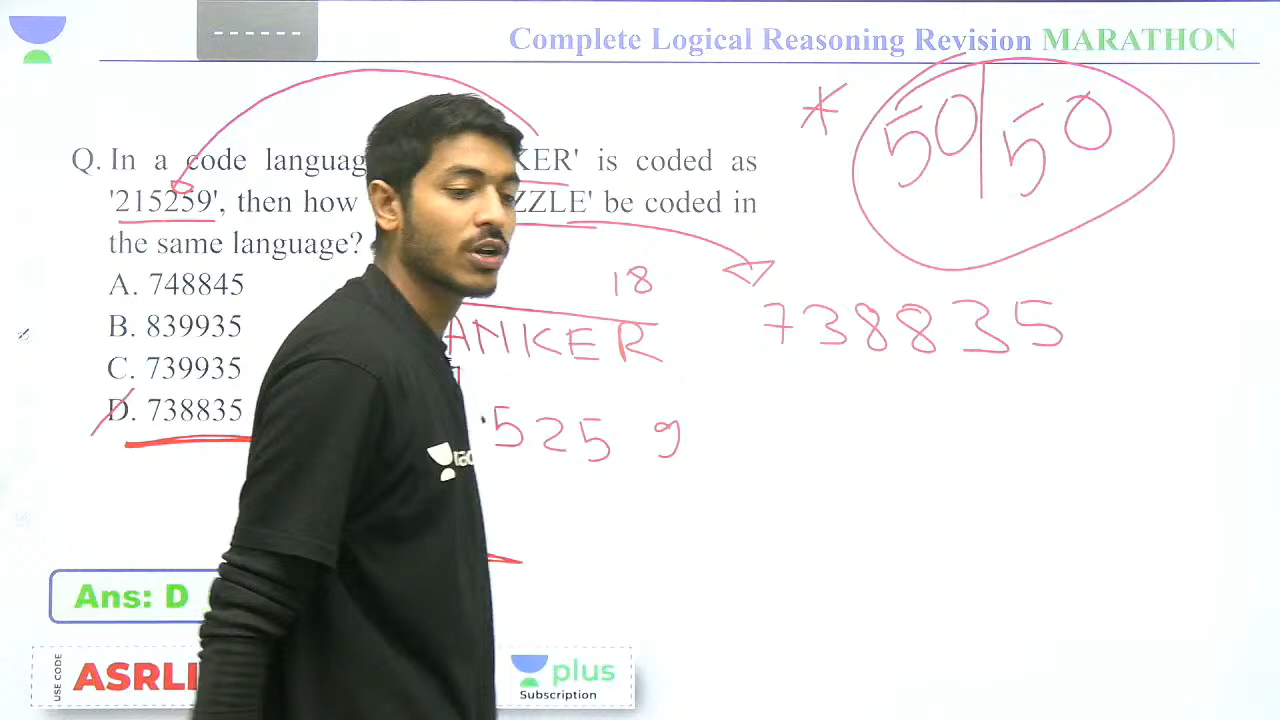 Complete Logical Reasoning Revision MARATHON
* 50 | 50
Q. In a code languag KER' is coded as
'215259', then how ZZLE' be coded in
the same language?
A. 748845
B. 839935
C. 739935
D. 738835
18
ANKER
738835
525 9
Ans: D
USE CODE
ASRLI
plus
Subscription